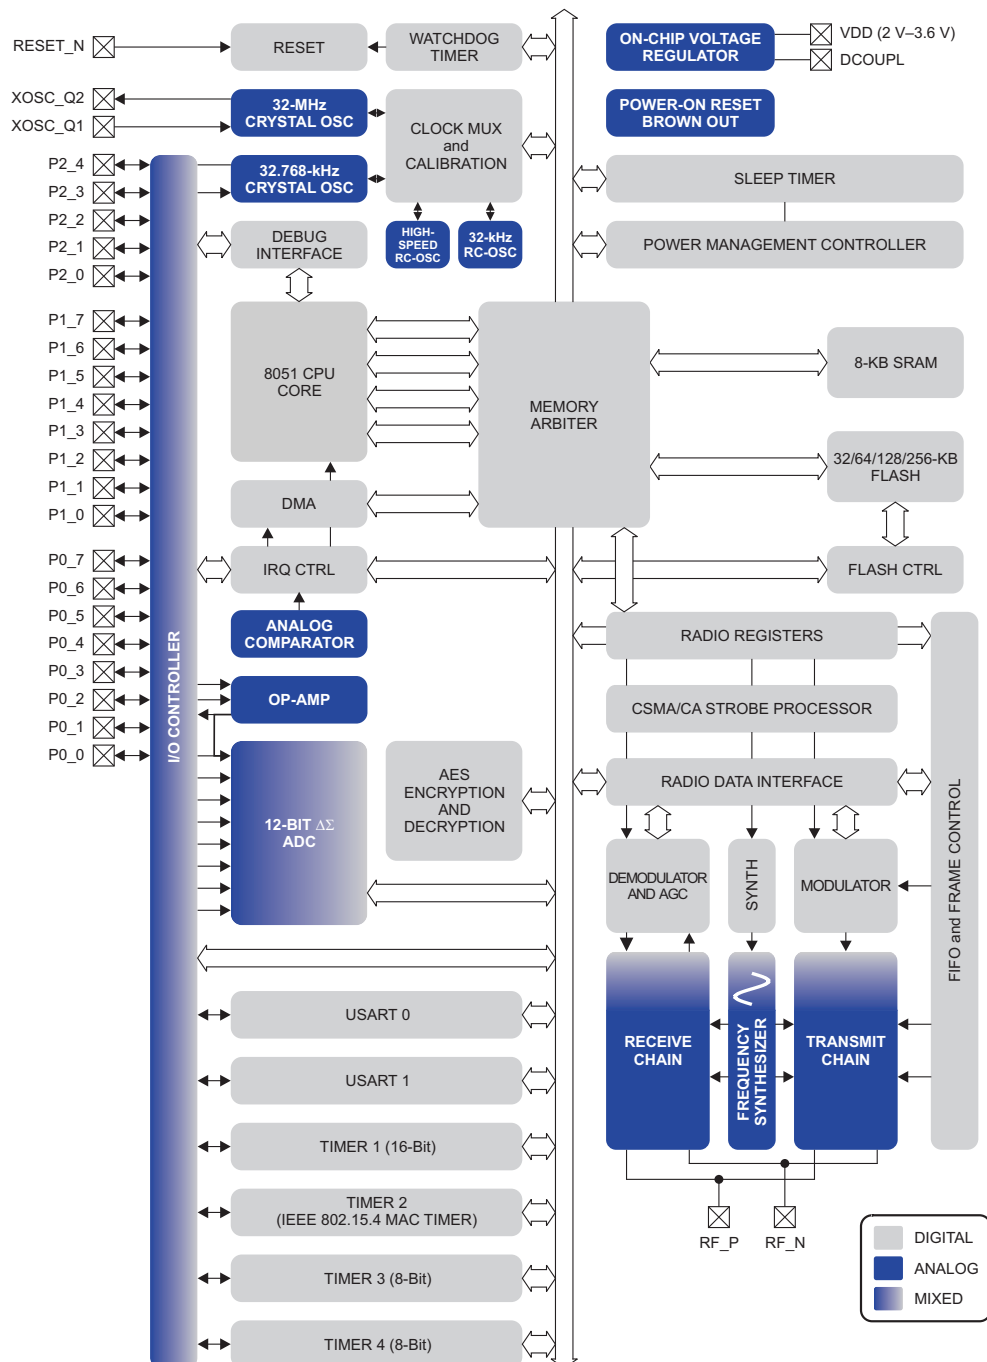 RESET_N
RESET
WATCHDOG
TIMER
ON-CHIP VOLTAGE
REGULATOR
VDD (2 V–3.6 V)
DCOUPL
XOSC_Q2
XOSC_Q1
32-MHz
CRYSTAL OSC
CLOCK MUX
and
CALIBRATION
POWER-ON RESET
BROWN OUT
P2_4
P2_3
P2_2
P2_1
P2_0
32.768-kHz
CRYSTAL OSC
SLEEP TIMER
DEBUG
INTERFACE
HIGH-
SPEED
RC-OSC
32-kHz
RC-OSC
POWER MANAGEMENT CONTROLLER
P1_7
P1_6
P1_5
P1_4
P1_3
P1_2
P1_1
P1_0
8051 CPU
CORE
MEMORY
ARBITER
8-KB SRAM
32/64/128/256-KB
FLASH
DMA
P0_7
P0_6
P0_5
P0_4
P0_3
P0_2
P0_1
P0_0
I/O CONTROLLER
IRQ CTRL
FLASH CTRL
ANALOG
COMPARATOR
RADIO REGISTERS
OP-AMP
CSMA/CA STROBE PROCESSOR
12-BIT ΔΣ
ADC
AES
ENCRYPTION
AND
DECRYPTION
RADIO DATA INTERFACE
FIFO and FRAME CONTROL
DEMODULATOR
AND AGC
SYNTH
MODULATOR
RECEIVE
CHAIN
FREQUENCY
SYNTHESIZER
TRANSMIT
CHAIN
USART 0
USART 1
TIMER 1 (16-Bit)
TIMER 2
(IEEE 802.15.4 MAC TIMER)
TIMER 3 (8-Bit)
TIMER 4 (8-Bit)
RF_P
RF_N
DIGITAL
ANALOG
MIXED